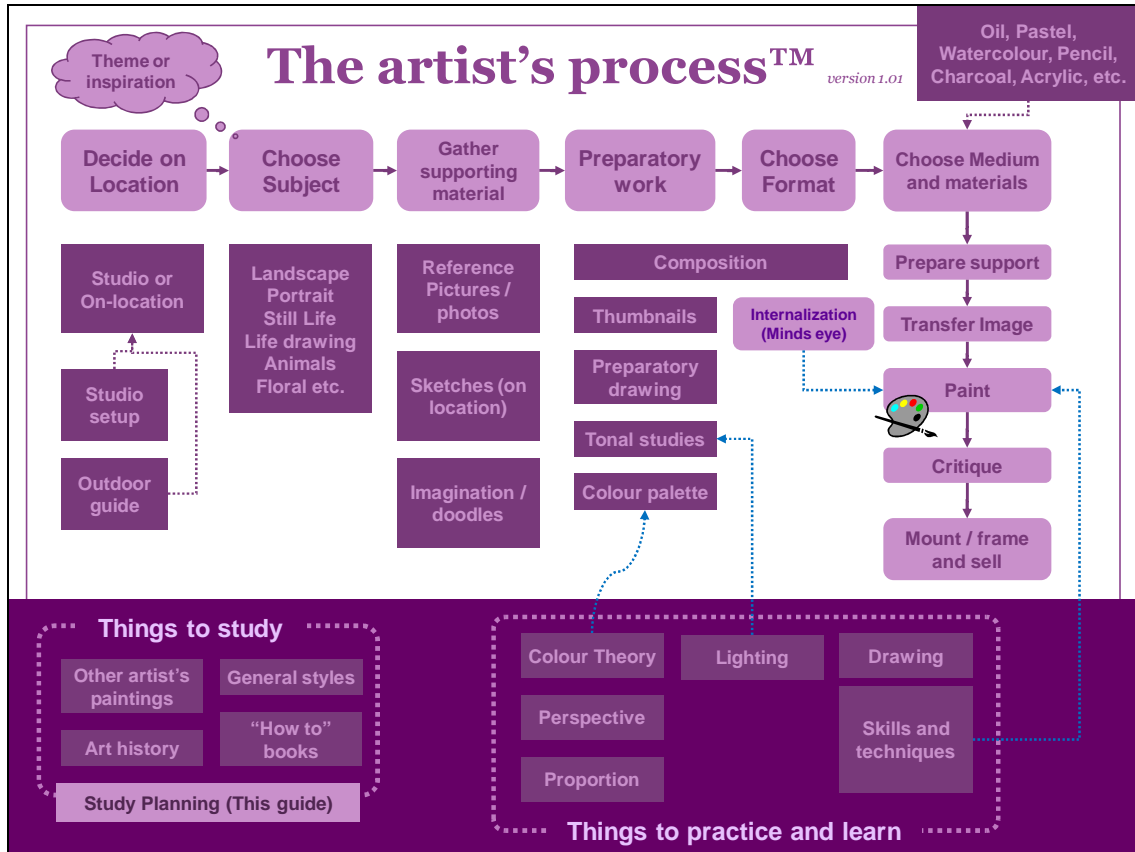 The artist's process™ version 1.01
Theme or
inspiration
Oil, Pastel,
Watercolour, Pencil,
Charcoal, Acrylic, etc.
Decide on
Location
Choose
Subject
Gather
supporting
material
Preparatory
work
Choose
Format
Choose Medium
and materials
Studio or
On-location
Studio
setup
Outdoor
guide
Landscape
Portrait
Still Life
Life drawing
Animals
Floral etc.
Reference
Pictures /
photos
Sketches (on
location)
Imagination /
doodles
Composition
Thumbnails
Preparatory
drawing
Tonal studies
Colour palette
Internalization
(Minds eye)
Prepare support
Transfer Image
Paint
Critique
Mount / frame
and sell
Things to study
Other artist's
paintings
General styles
Art history
“How to”
books
Study Planning (This guide)
Colour Theory
Lighting
Drawing
Perspective
Skills and
techniques
Proportion
Things to practice and learn